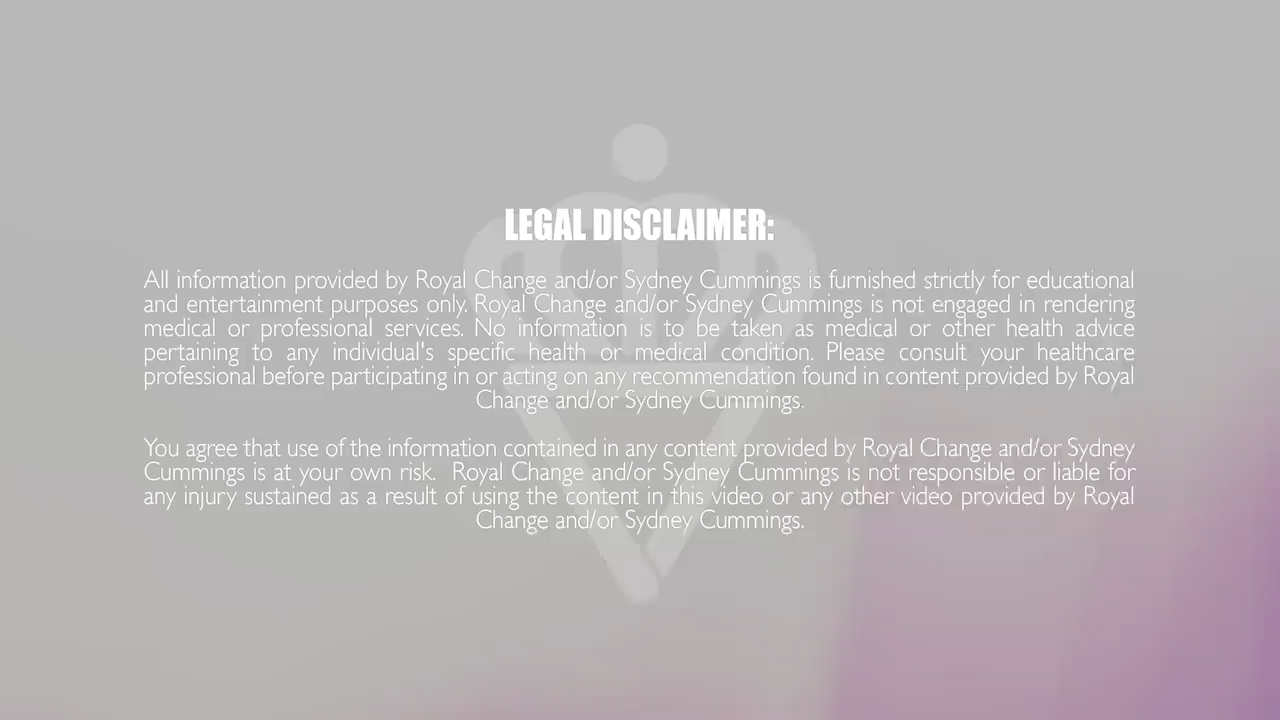 LEGAL DISCLAIMER:
All information provided by Royal Change and/or Sydney Cummings is furnished strictly for educational
and entertainment purposes only. Royal Change and/or Sydney Cummings is not engaged in rendering
medical or professional services. No information is to be taken as medical or other health advice
pertaining to any individual's specific health or medical condition. Please consult your healthcare
professional before participating in or acting on any recommendation found in content provided by Royal
Change and/or Sydney Cummings.
You agree that use of the information contained in any content provided by Royal Change and/or Sydney
Cummings is at your own risk.  Royal Change and/or Sydney Cummings is not responsible or liable for
any injury sustained as a result of using the content in this video or any other video provided by Royal
Change and/or Sydney Cummings.